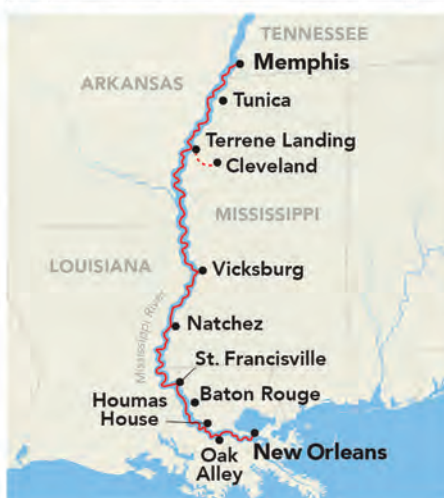 TENNESSEE
Memphis
ARKANSAS
Tunica
Terrene Landing
Cleveland
MISSISSIPPI
LOUISIANA
Vicksburg
Mississippi River
Natchez
St. Francisville
Baton Rouge
Houmas
House
New Orleans
Oak
Alley